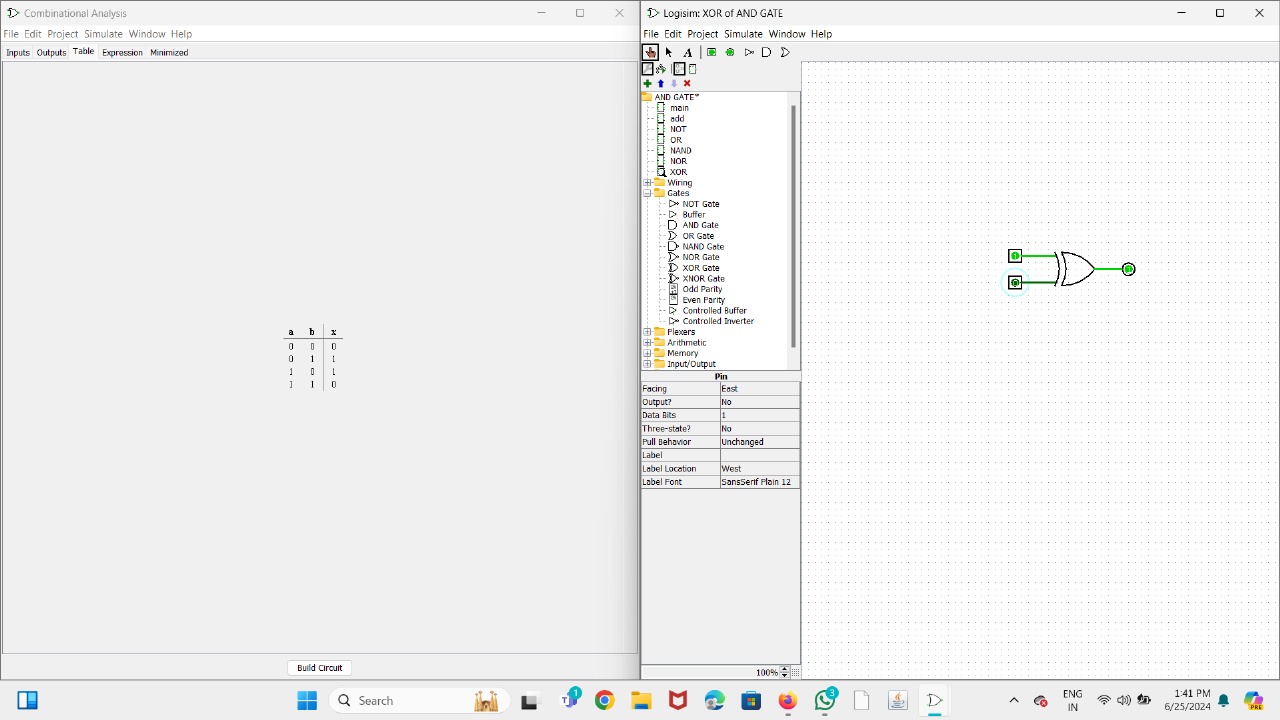 Combinational Analysis
File Edit Project Simulate Window Help
Inputs Outputs Table Expression Minimized
a b x
0 0 0
0 1 1
1 0 1
1 1 0
Build Circuit
Logisim: XOR of AND GATE
File Edit Project Simulate Window Help
A
AND GATE*
main
add
NOT
OR
NAND
NOR
XOR
Wiring
Gates
NOT Gate
Buffer
AND Gate
OR Gate
NAND Gate
NOR Gate
XOR Gate
XNOR Gate
Odd Parity
Even Parity
Controlled Buffer
Controlled Inverter
Plexers
Arithmetic
Memory
Input/Output
Pin
Facing East
Output? No
Data Bits 1
Three-state? No
Pull Behavior Unchanged
Label
Label Location West
Label Font SansSerif Plain 12
100%
1
0
1
Search
1
3
ENG
IN
1:41 PM
6/25/2024
PRE